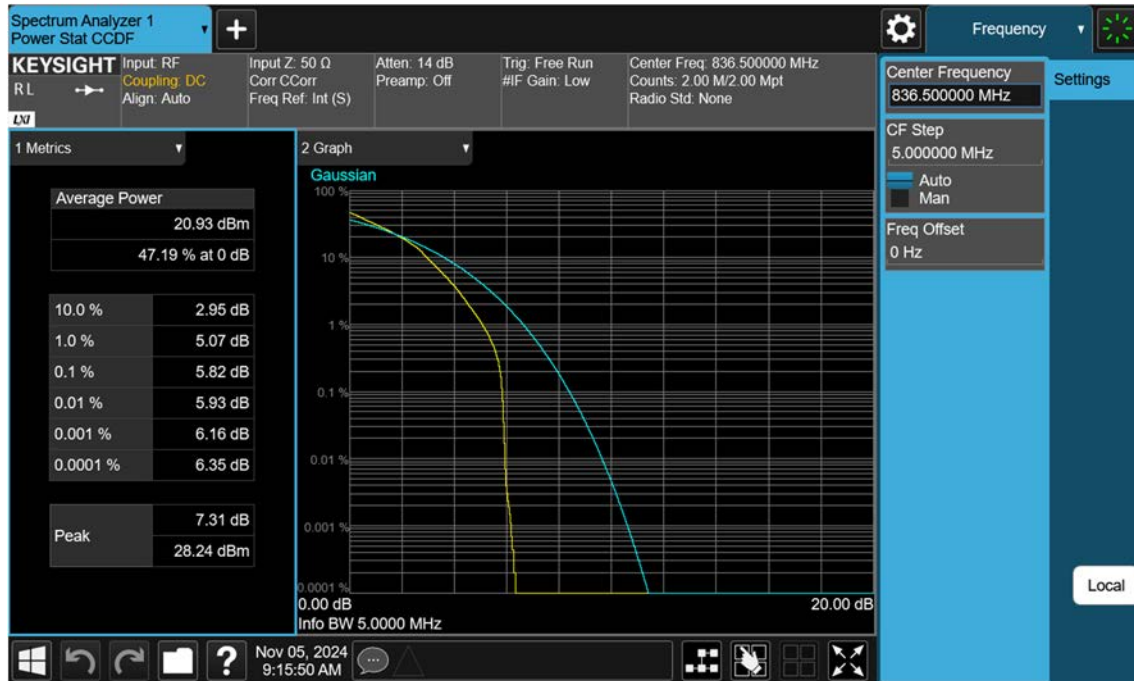 Spectrum Analyzer 1
Power Stat CCDF
Frequency
KEYSIGHT
RL
LXI
Input: RF
Coupling: DC
Align: Auto
Input Z: 50 Ω
Corr CCorr
Freq Ref: Int (S)
Atten: 14 dB
Preamp: Off
Trig: Free Run
#IF Gain: Low
Center Freq: 836.500000 MHz
Counts: 2.00 M/2.00 Mpt
Radio Std: None
Center Frequency
836.500000 MHz
Settings
CF Step
5.000000 MHz
Auto
Man
Freq Offset
0 Hz
Local
1 Metrics
Average Power
20.93 dBm
47.19 % at 0 dB
10.0 % 2.95 dB
1.0 % 5.07 dB
0.1 % 5.82 dB
0.01 % 5.93 dB
0.001 % 6.16 dB
0.0001 % 6.35 dB
Peak
7.31 dB
28.24 dBm
2 Graph
Gaussian
100 %
10 %
1 %
0.1 %
0.01 %
0.001 %
0.0001 %
0.00 dB 20.00 dB
Info BW 5.0000 MHz
?
Nov 05, 2024
9:15:50 AM